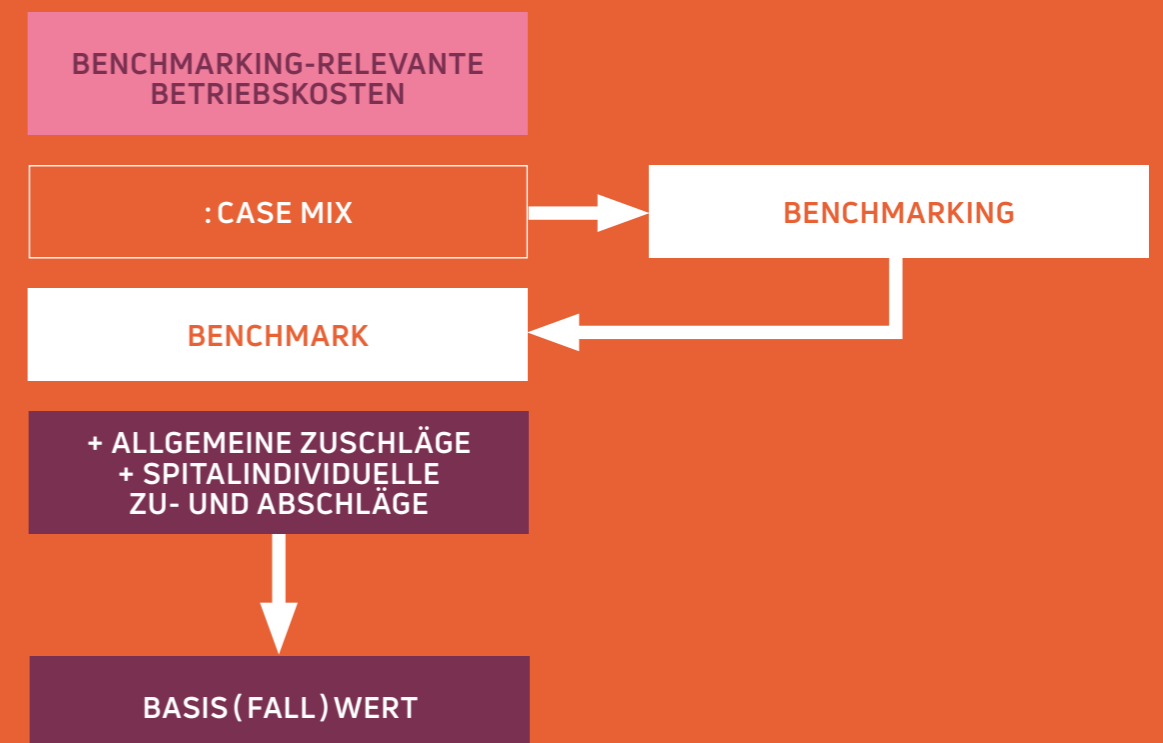 BENCHMARKING-RELEVANTE
BETRIEBSKOSTEN
: CASE MIX
BENCHMARKING
BENCHMARK
+ ALLGEMEINE ZUSCHLÄGE
+ SPITALINDIVIDUELLE
ZU- UND ABSCHLÄGE
BASIS (FALL) WERT